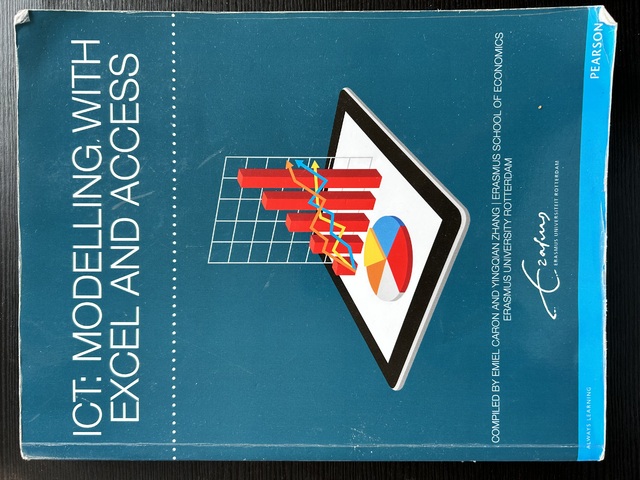 ICT: MODELLING WITH
EXCEL AND ACCESS
COMPILED BY EMIEL CARON AND YINGQIAN ZHANG | ERASMUS SCHOOL OF ECONOMICS
ERASMUS UNIVERSITY ROTTERDAM
Erasmus
ERASMUS UNIVERSITEIT ROTTERDAM
ALWAYS LEARNING
PEARSON